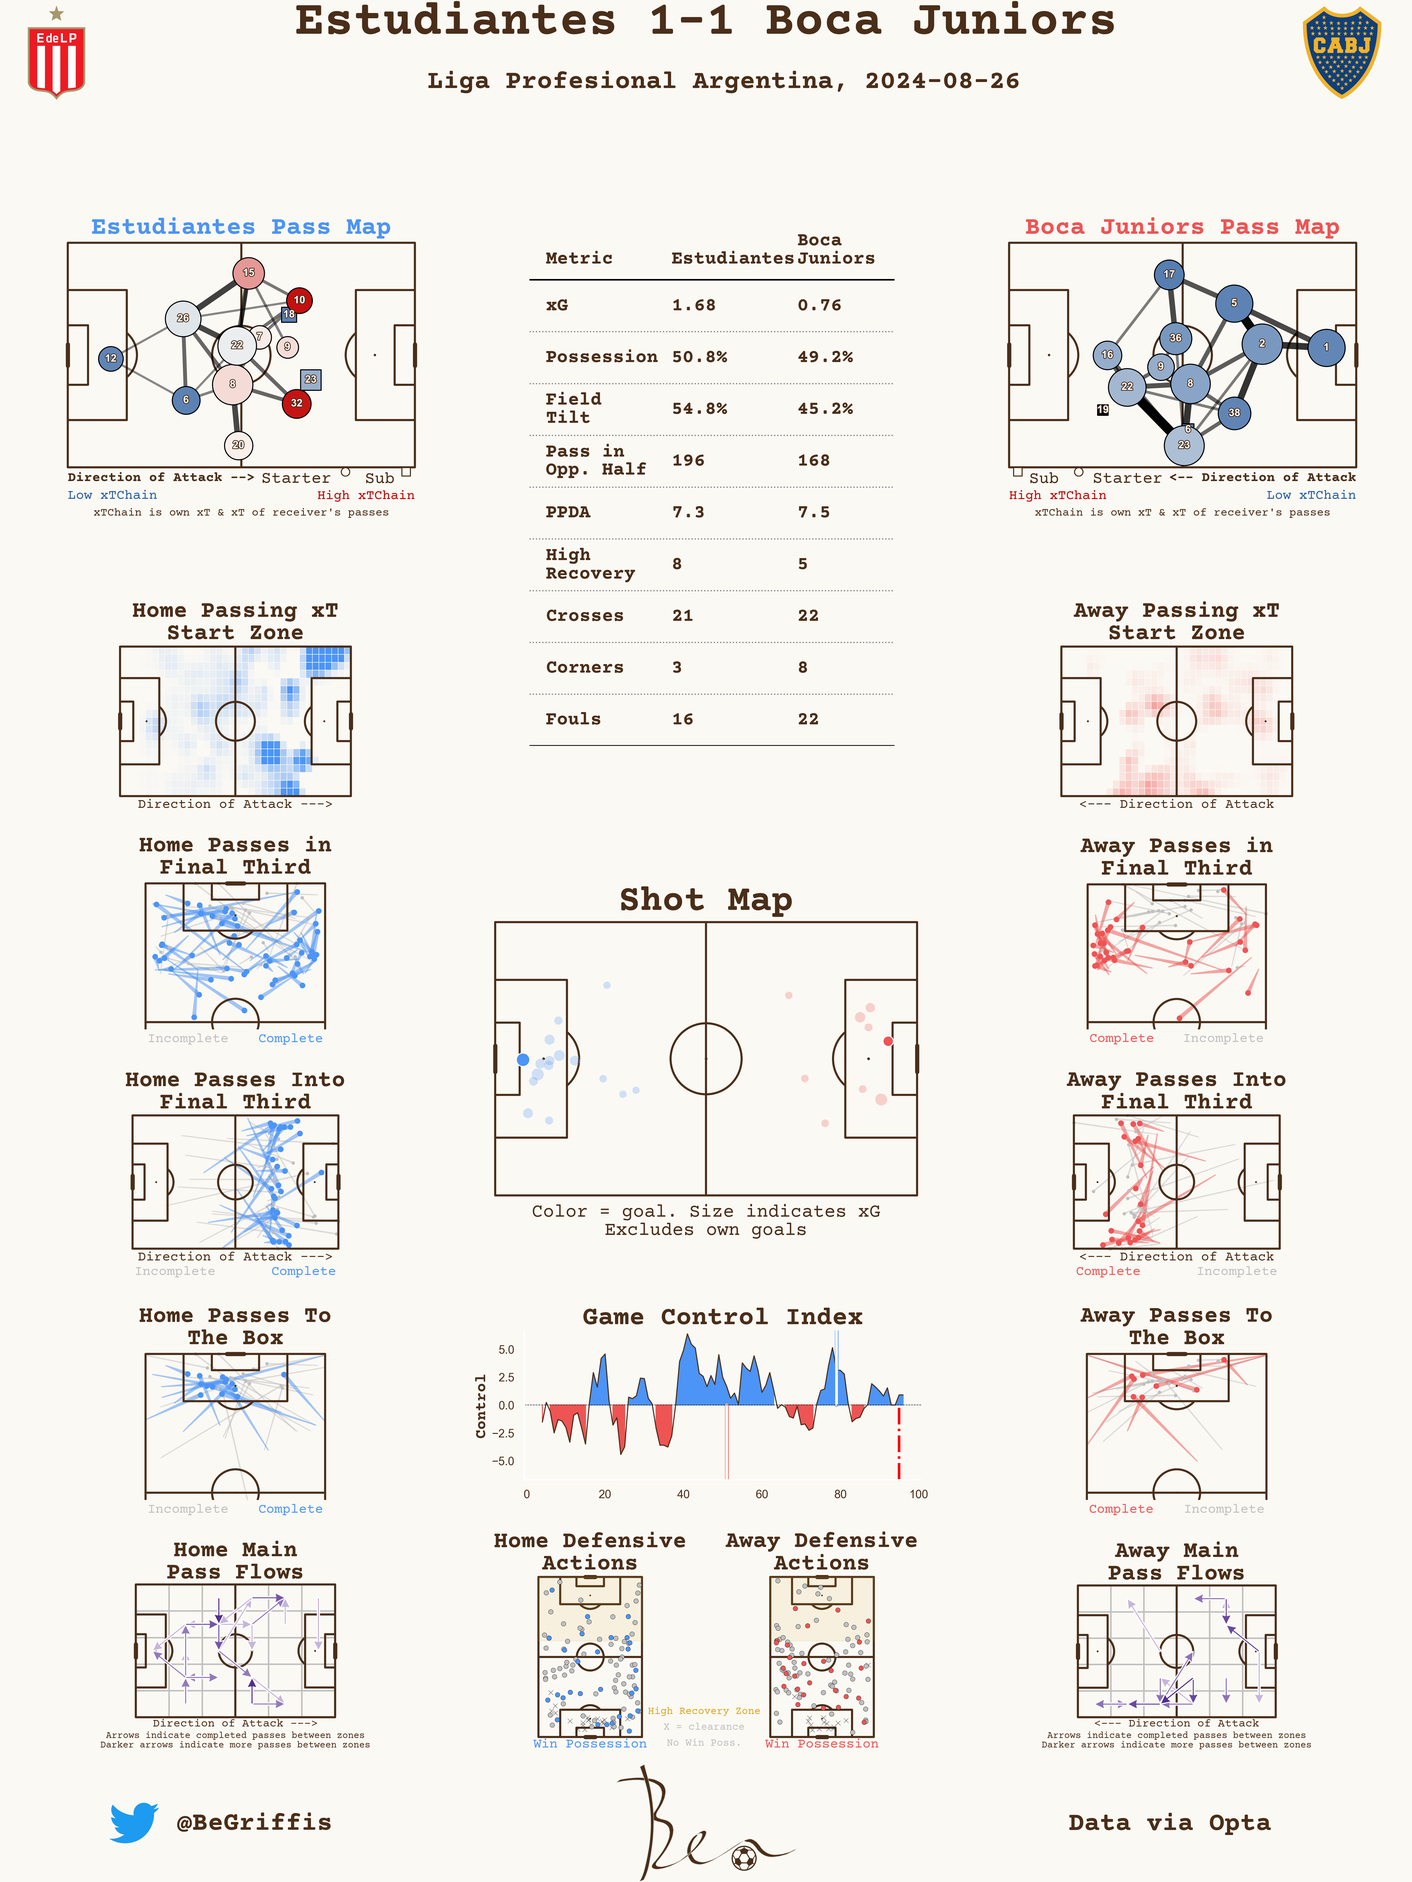 Estudiantes 1-1 Boca Juniors
Liga Profesional Argentina, 2024-08-26
EdeLP
CABJ
Estudiantes Pass Map
15
10
18
26
7
22
9
12
23
8
6
32
20
Direction of Attack --> Starter Sub
Low xTChain High xTChain
xTChain is own xT & xT of receiver's passes
Metric Estudiantes Boca Juniors
xG 1.68 0.76
Possession 50.8% 49.2%
Field Tilt 54.8% 45.2%
Pass in Opp. Half 196 168
PPDA 7.3 7.5
High Recovery 8 5
Crosses 21 22
Corners 3 8
Fouls 16 22
Boca Juniors Pass Map
17
5
36
2
1
16
9
22
8
19
38
6
23
Sub Starter <-- Direction of Attack
High xTChain Low xTChain
xTChain is own xT & xT of receiver's passes
Home Passing xT
Start Zone
Direction of Attack --->
Away Passing xT
Start Zone
<--- Direction of Attack
Home Passes in
Final Third
Incomplete Complete
Away Passes in
Final Third
Complete Incomplete
Shot Map
Color = goal. Size indicates xG
Excludes own goals
Home Passes Into
Final Third
Direction of Attack --->
Incomplete Complete
Away Passes Into
Final Third
<--- Direction of Attack
Complete Incomplete
Home Passes To
The Box
Incomplete Complete
Game Control Index
Control
5.0
2.5
0.0
−2.5
−5.0
0 20 40 60 80 100
Away Passes To
The Box
Complete Incomplete
Home Main
Pass Flows
Direction of Attack --->
Arrows indicate completed passes between zones
Darker arrows indicate more passes between zones
Home Defensive
Actions
Win Possession
High Recovery Zone
X = clearance
No Win Poss.
Away Defensive
Actions
Win Possession
Away Main
Pass Flows
<--- Direction of Attack
Arrows indicate completed passes between zones
Darker arrows indicate more passes between zones
@BeGriffis
Ben
Data via Opta